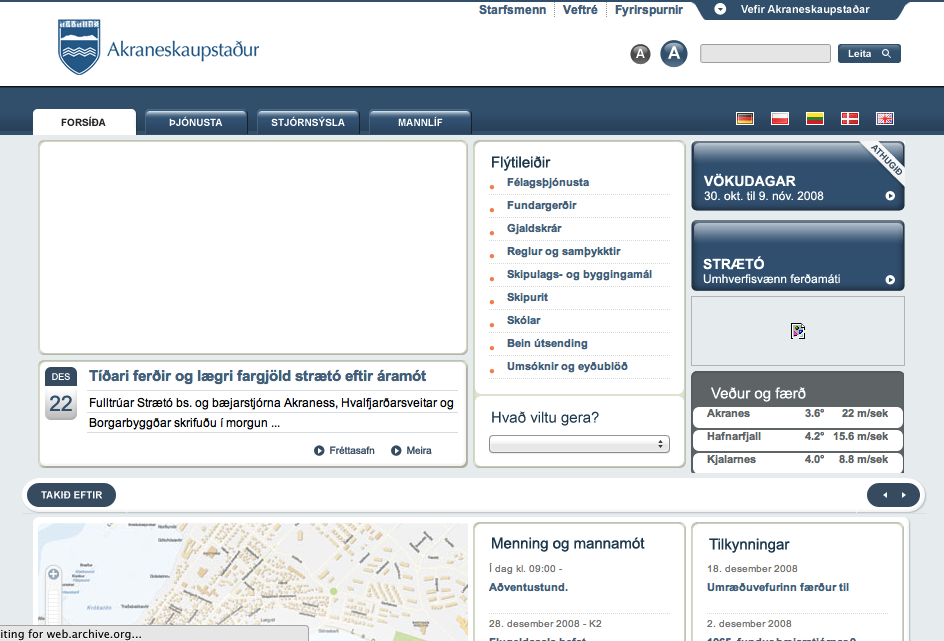 Starfsmenn Veftré Fyrirspurnir Vefir Akraneskaupstaðar
Akraneskaupstaður
A A Leita
FORSÍÐA ÞJÓNUSTA STJÓRNSÝSLA MANNLÍF
Flýtileiðir
Félagsþjónusta
Fundargerðir
Gjaldskrár
Reglur og samþykktir
Skipulags- og byggingamál
Skipurit
Skólar
Bein útsending
Umsóknir og eyðublöð
Hvað viltu gera?
ATHUGIÐ
VÖKUDAGAR
30. okt. til 9. nóv. 2008
STRÆTÓ
Umhverfisvænn ferðamáti
Veður og færð
Akranes 3.6° 22 m/sek
Hafnarfjall 4.2° 15.6 m/sek
Kjalarnes 4.0° 8.8 m/sek
DES
22
Tíðari ferðir og lægri fargjöld strætó eftir áramót
Fulltrúar Strætó bs. og bæjarstjórna Akraness, Hvalfjarðarsveitar og
Borgarbyggðar skrifuðu í morgun ...
Fréttasafn Meira
TAKIÐ EFTIR
Menning og mannamót
Í dag kl. 09:00 -
Aðventustund.
28. desember 2008 - K2
Flugeldasala hefst
Tilkynningar
18. desember 2008
Umræðuvefurinn færður til
2. desember 2008
1065. fundur bæjarstjórnar?
iting for web.archive.org...